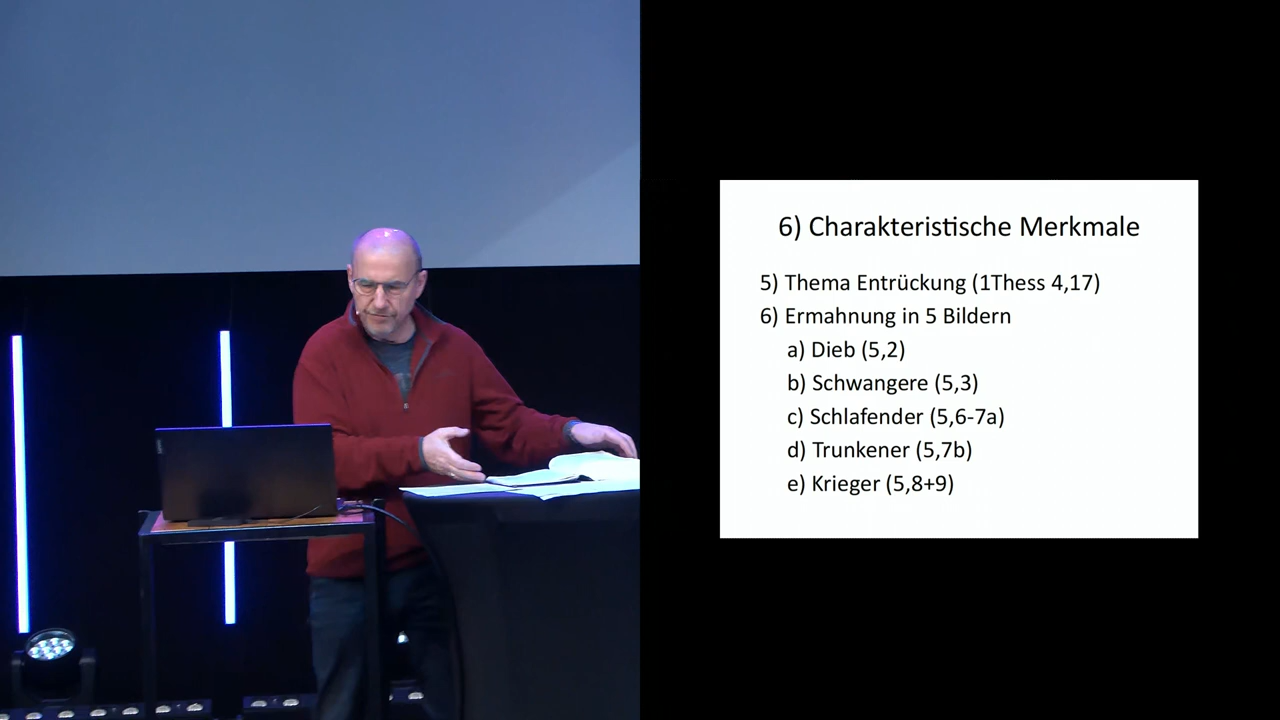 6) Charakteristische Merkmale
5) Thema Entrückung (1Thess 4,17)
6) Ermahnung in 5 Bildern
a) Dieb (5,2)
b) Schwangere (5,3)
c) Schlafender (5,6-7a)
d) Trunkener (5,7b)
e) Krieger (5,8+9)